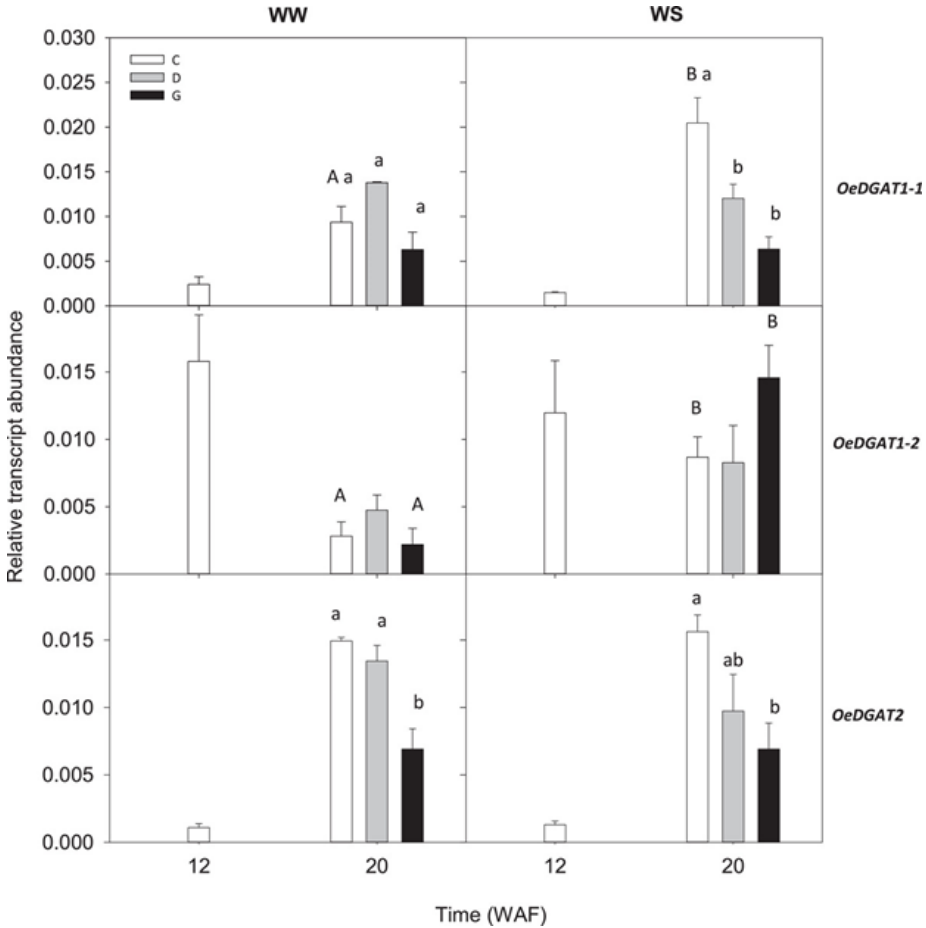 WW
WS
Relative transcript abundance
0.030
0.025
0.020
0.015
0.010
0.005
0.000
C
D
G
A a
a
a
B a
b
b
OeDGAT1-1
0.015
0.010
0.005
0.000
A
A
B
B
OeDGAT1-2
0.015
0.010
0.005
0.000
a
a
b
a
ab
b
OeDGAT2
12
20
12
20
Time (WAF)